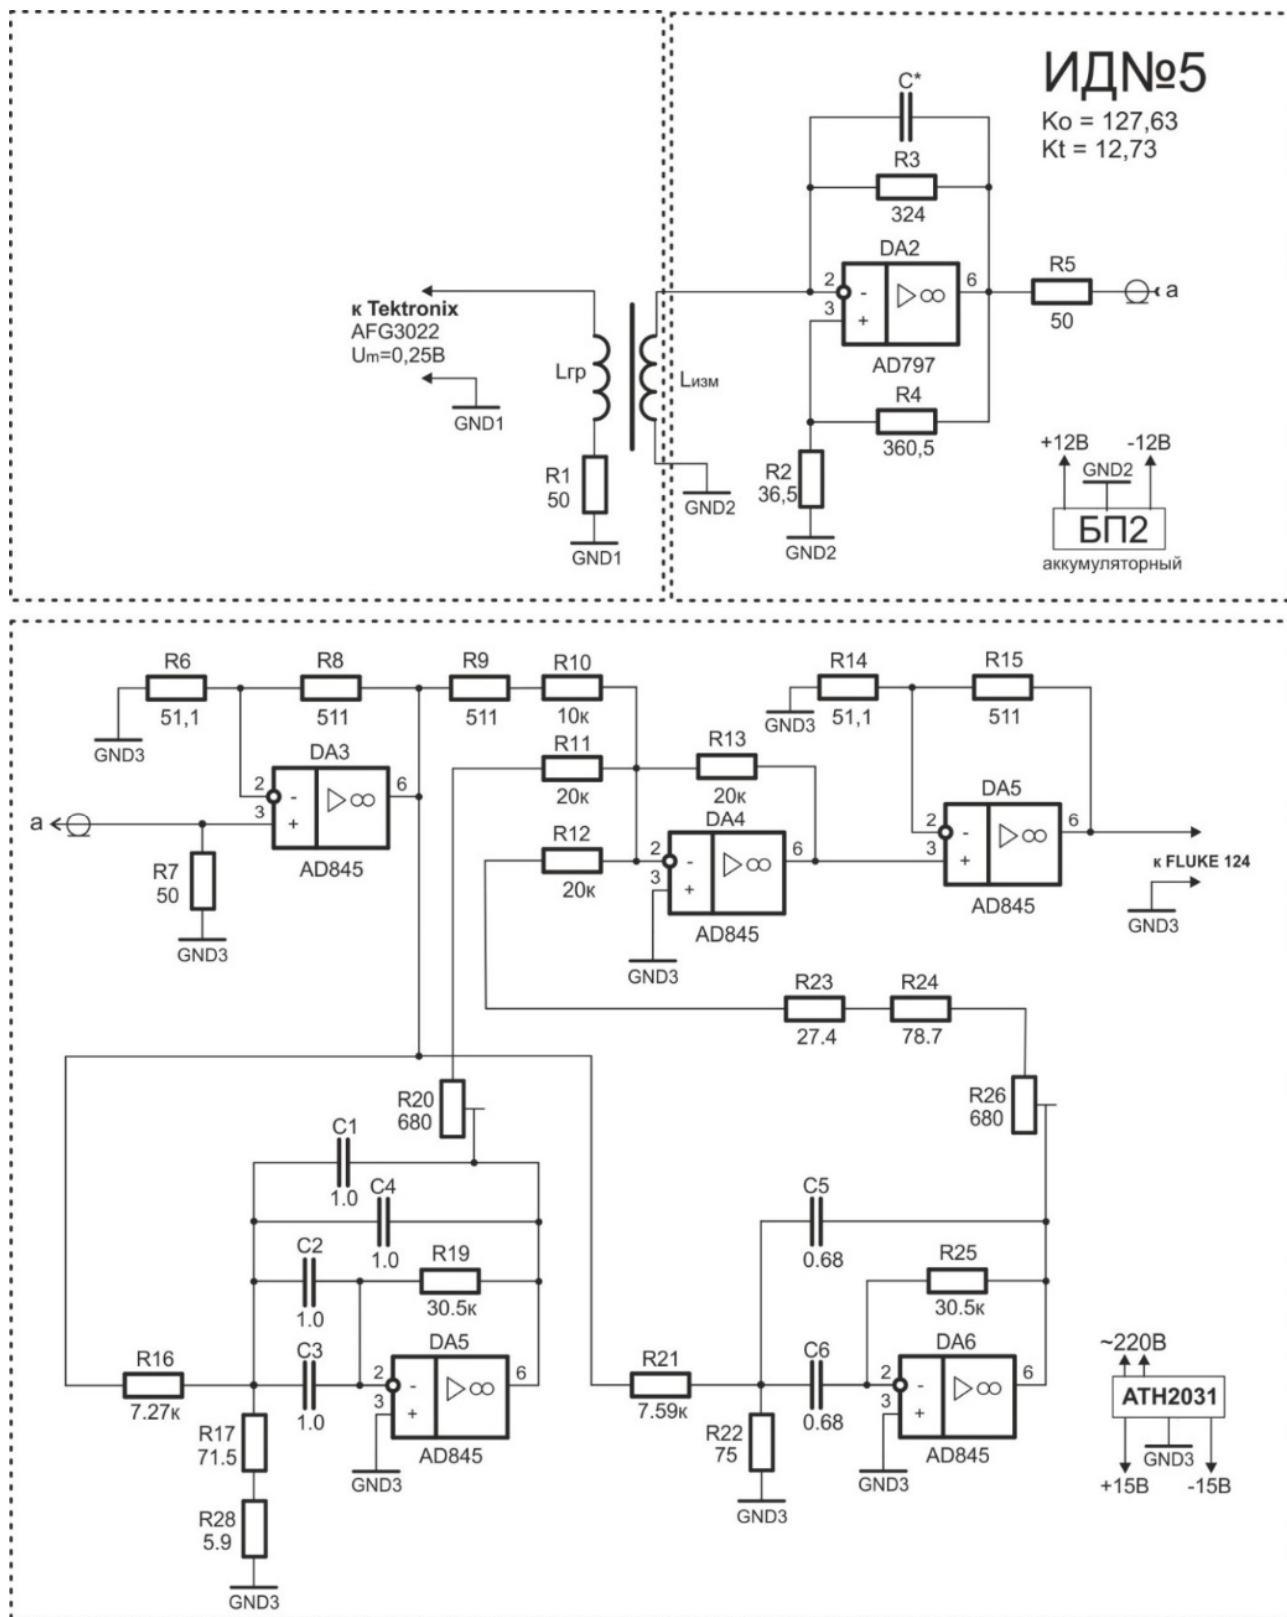 ИД№5
Ko = 127,63
Kt = 12,73
C*
R3
324
DA2
2
-
3
+
▷∞
6
AD797
R5
50
a
к Tektronix
AFG3022
Um=0,25В
GND1
Lгр
Lизм
R1
50
GND1
GND2
R4
360,5
R2
36,5
GND2
+12В
-12В
GND2
БП2
аккумуляторный
R6
51,1
GND3
R8
511
R9
511
R10
10к
R11
20к
R12
20к
R13
20к
R14
51,1
GND3
R15
511
DA3
2
-
3
+
▷∞
6
AD845
a
R7
50
GND3
DA4
2
-
3
+
▷∞
6
AD845
GND3
DA5
2
-
3
+
▷∞
6
AD845
к FLUKE 124
GND3
R23
27.4
R24
78.7
R20
680
R26
680
C1
1.0
C4
1.0
C2
1.0
R19
30.5к
C3
1.0
R16
7.27к
R17
71.5
R28
5.9
GND3
DA5
2
-
3
+
▷∞
6
AD845
GND3
C5
0.68
R25
30.5к
C6
0.68
R21
7.59к
R22
75
GND3
DA6
2
-
3
+
▷∞
6
AD845
GND3
~220В
ATH2031
GND3
+15В
-15В